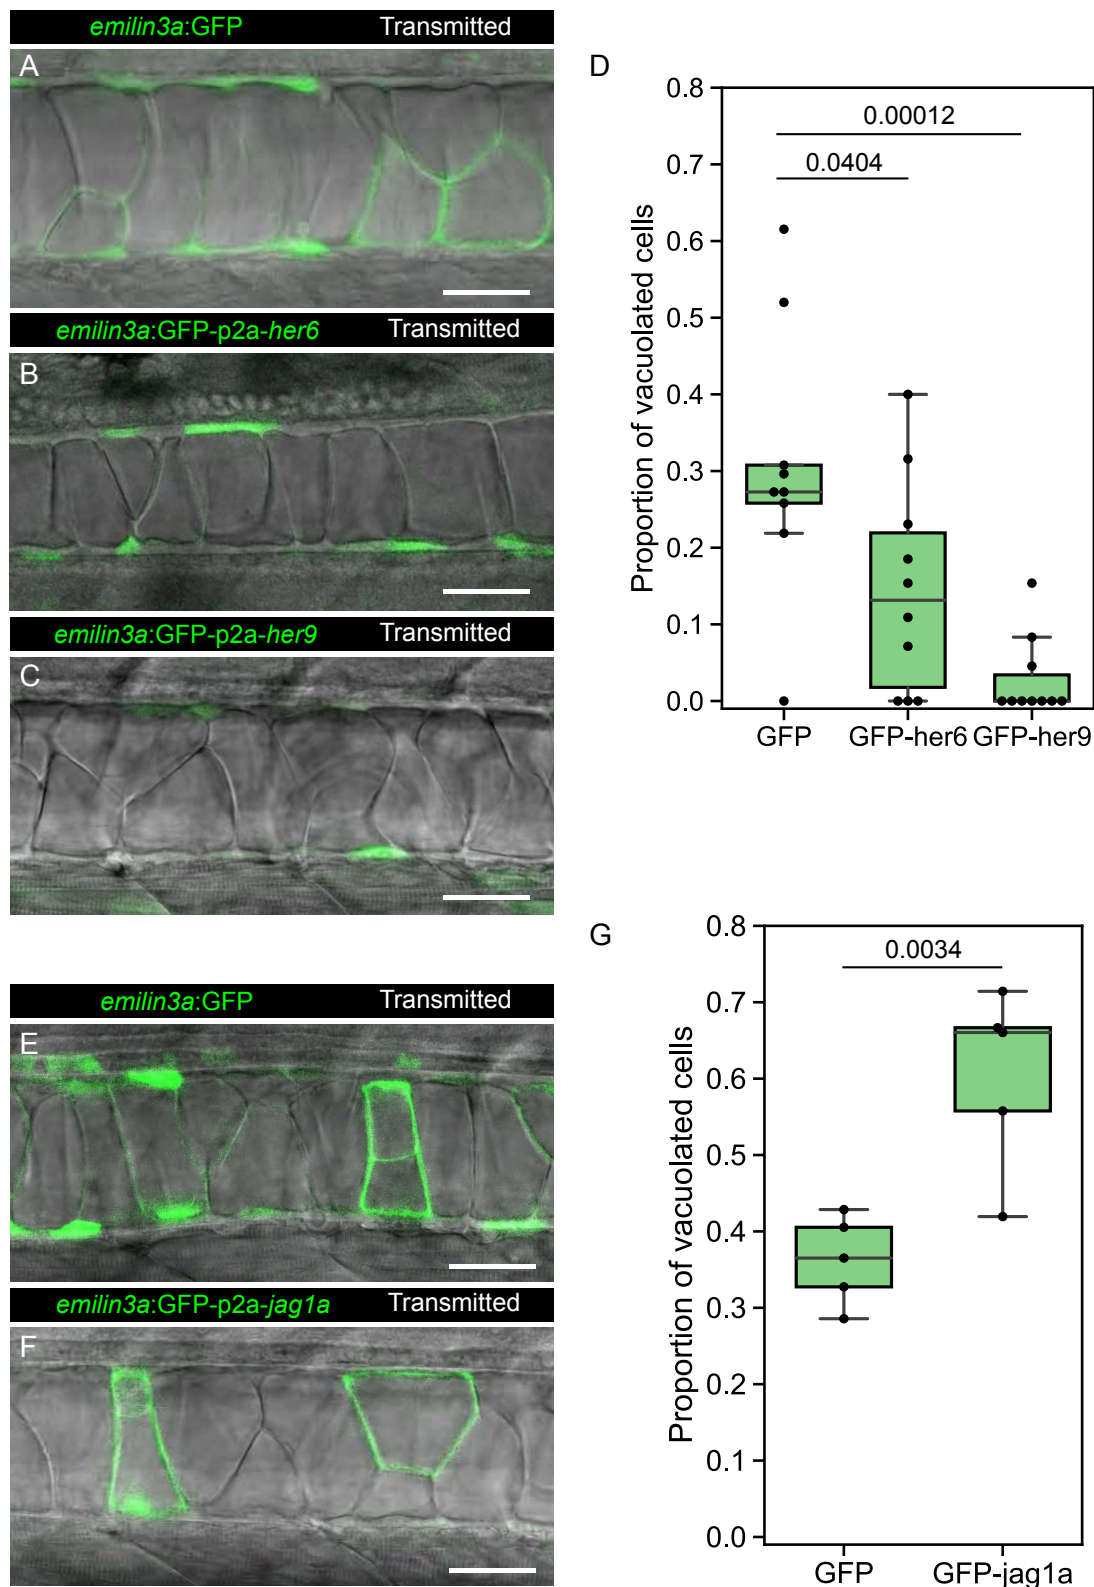 emilin3a:GFP Transmitted
A
emilin3a:GFP-p2a-her6 Transmitted
B
emilin3a:GFP-p2a-her9 Transmitted
C
D
0.8
0.7
0.6
0.5
0.4
0.3
0.2
0.1
0.0
Proportion of vacuolated cells
0.00012
0.0404
GFP GFP-her6 GFP-her9
emilin3a:GFP Transmitted
E
emilin3a:GFP-p2a-jag1a Transmitted
F
G
0.8
0.7
0.6
0.5
0.4
0.3
0.2
0.1
0.0
Proportion of vacuolated cells
0.0034
GFP GFP-jag1a